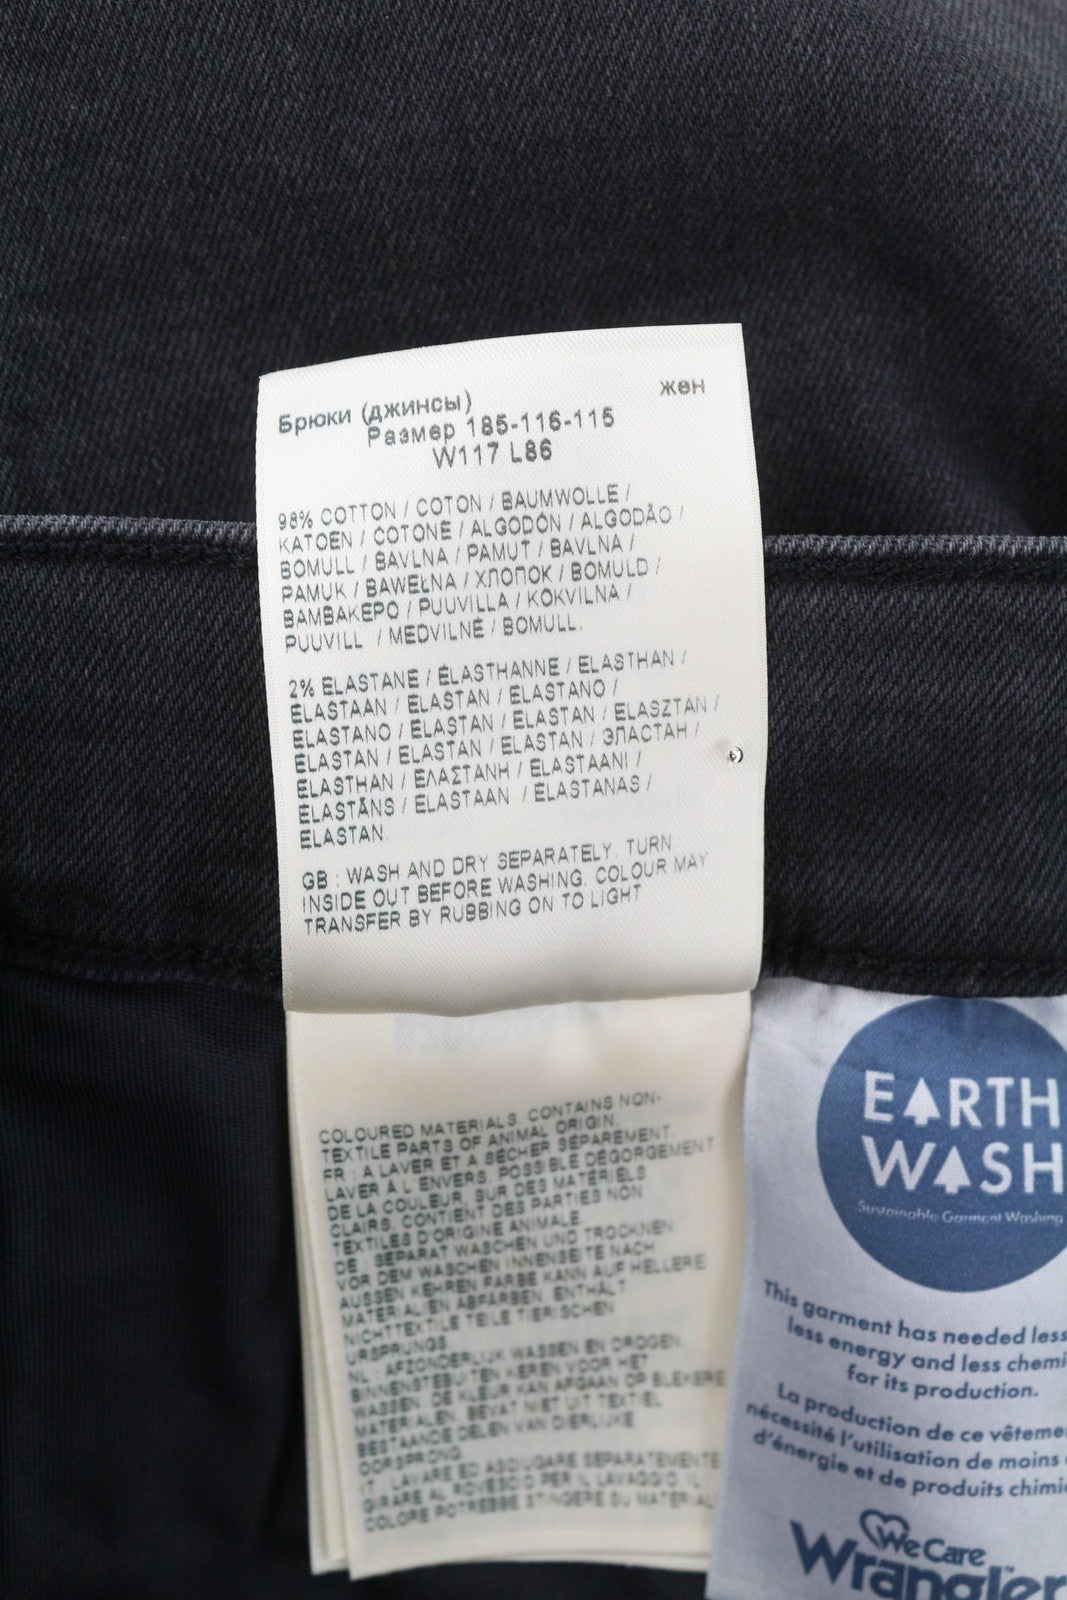 Брюки (джинсы) жен
Размер 185-116-115
W117 L86
98% COTTON / COTON / BAUMWOLLE /
KATOEN / COTONE / ALGODÓN / ALGODÃO /
BOMULL / BAVLNA / PAMUT / BAVLNA /
PAMUK / BAWEŁNA / ХЛОПОК / BOMULD /
ΒΑΜΒΑΚΕΡΟ / PUUVILLA / KOKVILNA /
PUUVILL / MEDVILNĖ / BOMULL.
2% ELASTANE / ÉLASTHANNE / ELASTHAN /
ELASTAAN / ELASTAN / ELASTANO /
ELASTANO / ELASTAN / ELASTAN / ELASZTAN /
ELASTAN / ELASTAN / ELASTAN / ЭЛАСТАН /
ELASTHAN / ΕΛΑΣΤΑΝΗ / ELASTAANI /
ELASTĀNS / ELASTAAN / ELASTANAS /
ELASTAN.
GB : WASH AND DRY SEPARATELY. TURN
INSIDE OUT BEFORE WASHING. COLOUR MAY
TRANSFER BY RUBBING ON TO LIGHT
COLOURED MATERIALS. CONTAINS NON-
TEXTILE PARTS OF ANIMAL ORIGIN.
FR : A LAVER ET A SÉCHER SÉPARÉMENT.
LAVER À L'ENVERS. POSSIBLE DÉGORGEMENT
DE LA COULEUR, SUR DES MATÉRIELS
CLAIRS. CONTIENT DES PARTIES NON
TEXTILES D'ORIGINE ANIMALE.
DE : SEPARAT WASCHEN UND TROCKNEN
VOR DEM WASCHEN INNENSEITE NACH
AUSSEN KEHREN FARBE KANN AUF HELLERE
MATERIALIEN ABFÄRBEN. ENTHÄLT
NICHTTEXTILE TEILE TIERISCHEN
URSPRUNGS.
NL : AFZONDERLIJK WASSEN EN DROGEN.
BINNENSTEBUITEN KEREN VOOR HET
WASSEN. DE KLEUR KAN AFGAAN OP BLEKERE
MATERIALEN. BEVAT NIET UIT TEXTIEL
BESTAANDE DELEN VAN DIERLIJKE
OORSPRONG.
IT : LAVARE ED ASCIUGARE SEPARATEMENTE
GIRARE AL ROVESCIO PER IL LAVAGGIO. IL
COLORE POTREBBE STINGERE SU MATERIAL
EARTH
WASH
Sustainable Garment Washing
This garment has needed less
less energy and less chemi
for its production.
La production de ce vêteme
nécessité l'utilisation de moins
d'énergie et de produits chimi
We Care
Wrangler